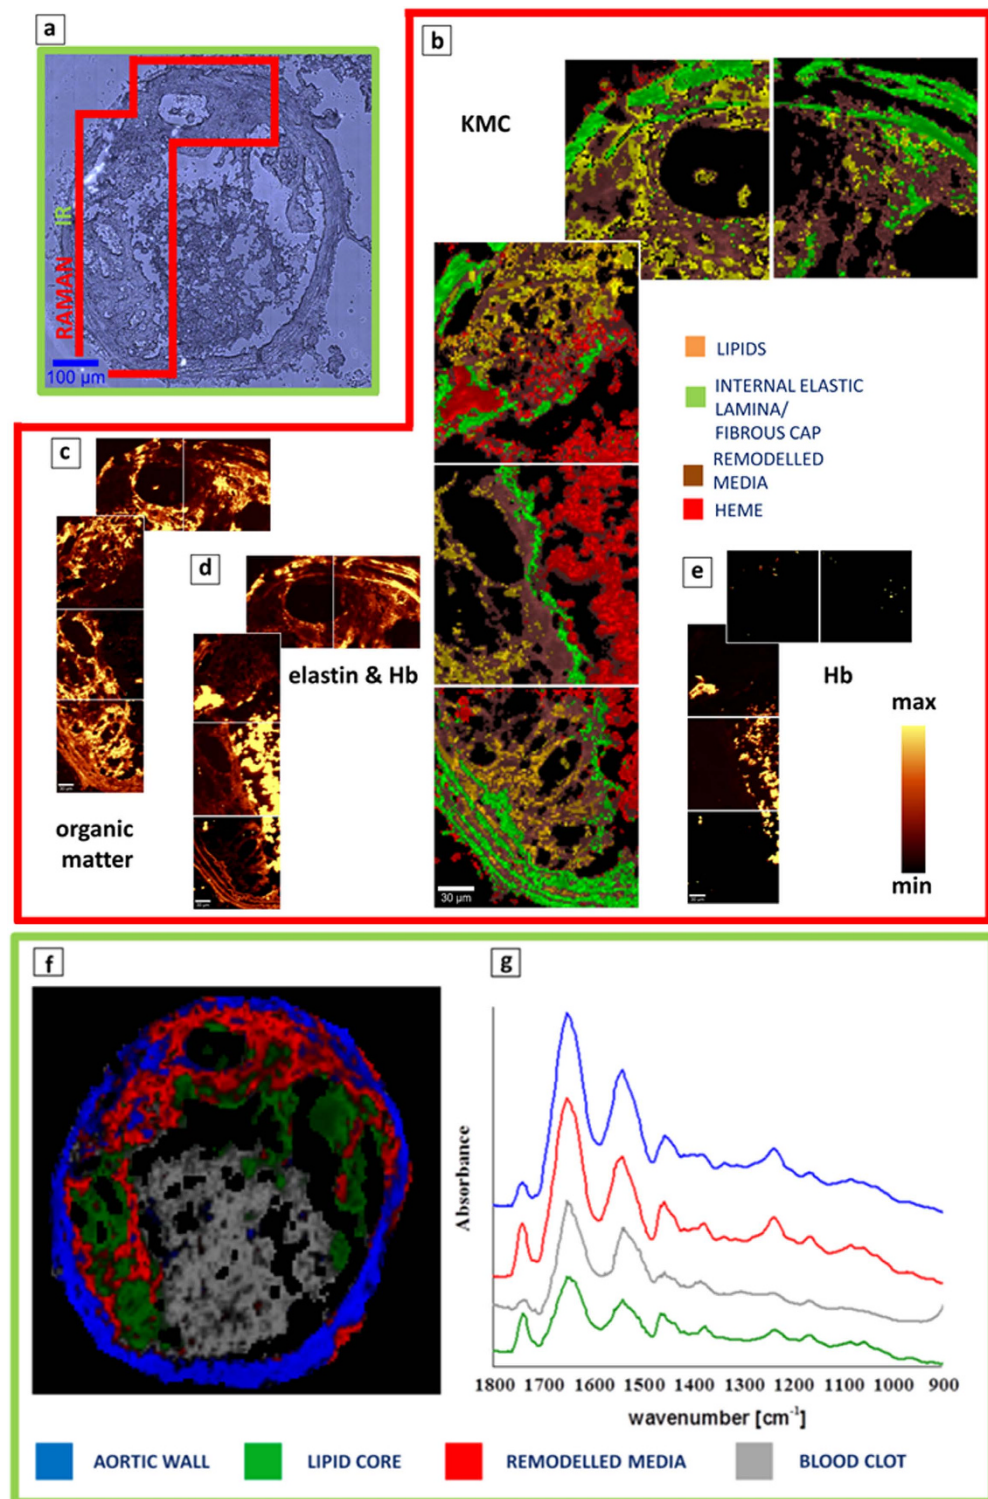 a
RAMAN
IR
100 µm
b
KMC
LIPIDS
INTERNAL ELASTIC
LAMINA/
FIBROUS CAP
REMODELLED
MEDIA
HEME
30 µm
c
organic
matter
d
elastin & Hb
e
Hb
max
min
f
g
Absorbance
1800 1700 1600 1500 1400 1300 1200 1100 1000 900
wavenumber [cm-1]
AORTIC WALL
LIPID CORE
REMODELLED MEDIA
BLOOD CLOT